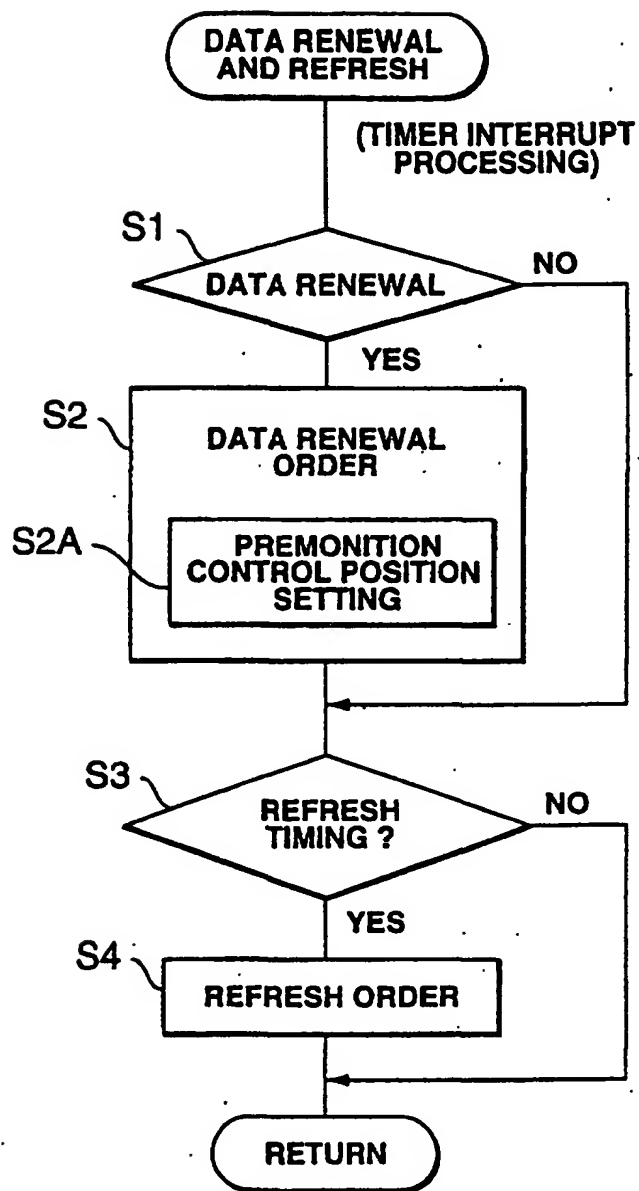 DATA RENEWAL
AND REFRESH
(TIMER INTERRUPT
PROCESSING)
S1
DATA RENEWAL
NO
YES
S2
DATA RENEWAL
ORDER
S2A
PREMONITION
CONTROL POSITION
SETTING
S3
REFRESH
TIMING ?
NO
YES
S4
REFRESH ORDER
RETURN